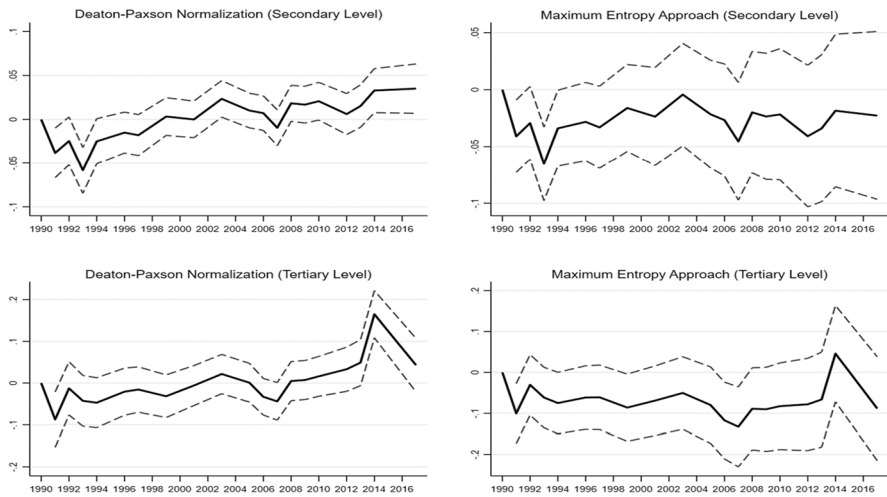 Deaton-Paxson Normalization (Secondary Level)
.1
.05
0
-.05
-.1
1990 1992 1994 1996 1998 2000 2002 2004 2006 2008 2010 2012 2014 2016
Maximum Entropy Approach (Secondary Level)
.05
0
-.05
-.1
1990 1992 1994 1996 1998 2000 2002 2004 2006 2008 2010 2012 2014 2016
Deaton-Paxson Normalization (Tertiary Level)
.2
.1
0
-.1
-.2
1990 1992 1994 1996 1998 2000 2002 2004 2006 2008 2010 2012 2014 2016
Maximum Entropy Approach (Tertiary Level)
.2
.1
0
-.1
-.2
1990 1992 1994 1996 1998 2000 2002 2004 2006 2008 2010 2012 2014 2016